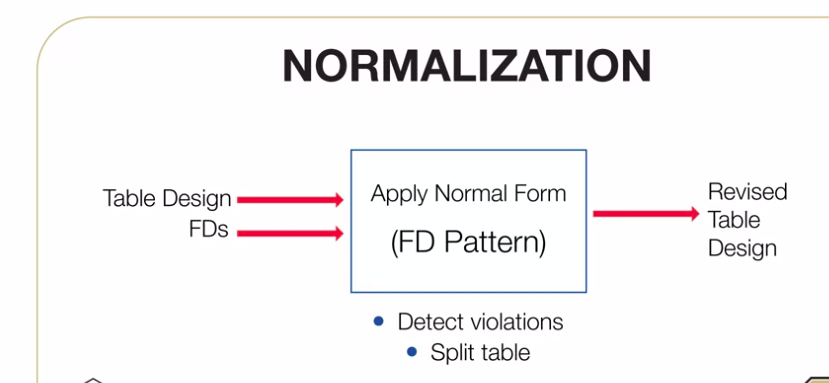 NORMALIZATION
Table Design
FDs
Apply Normal Form
(FD Pattern)
Revised
Table
Design
• Detect violations
• Split table